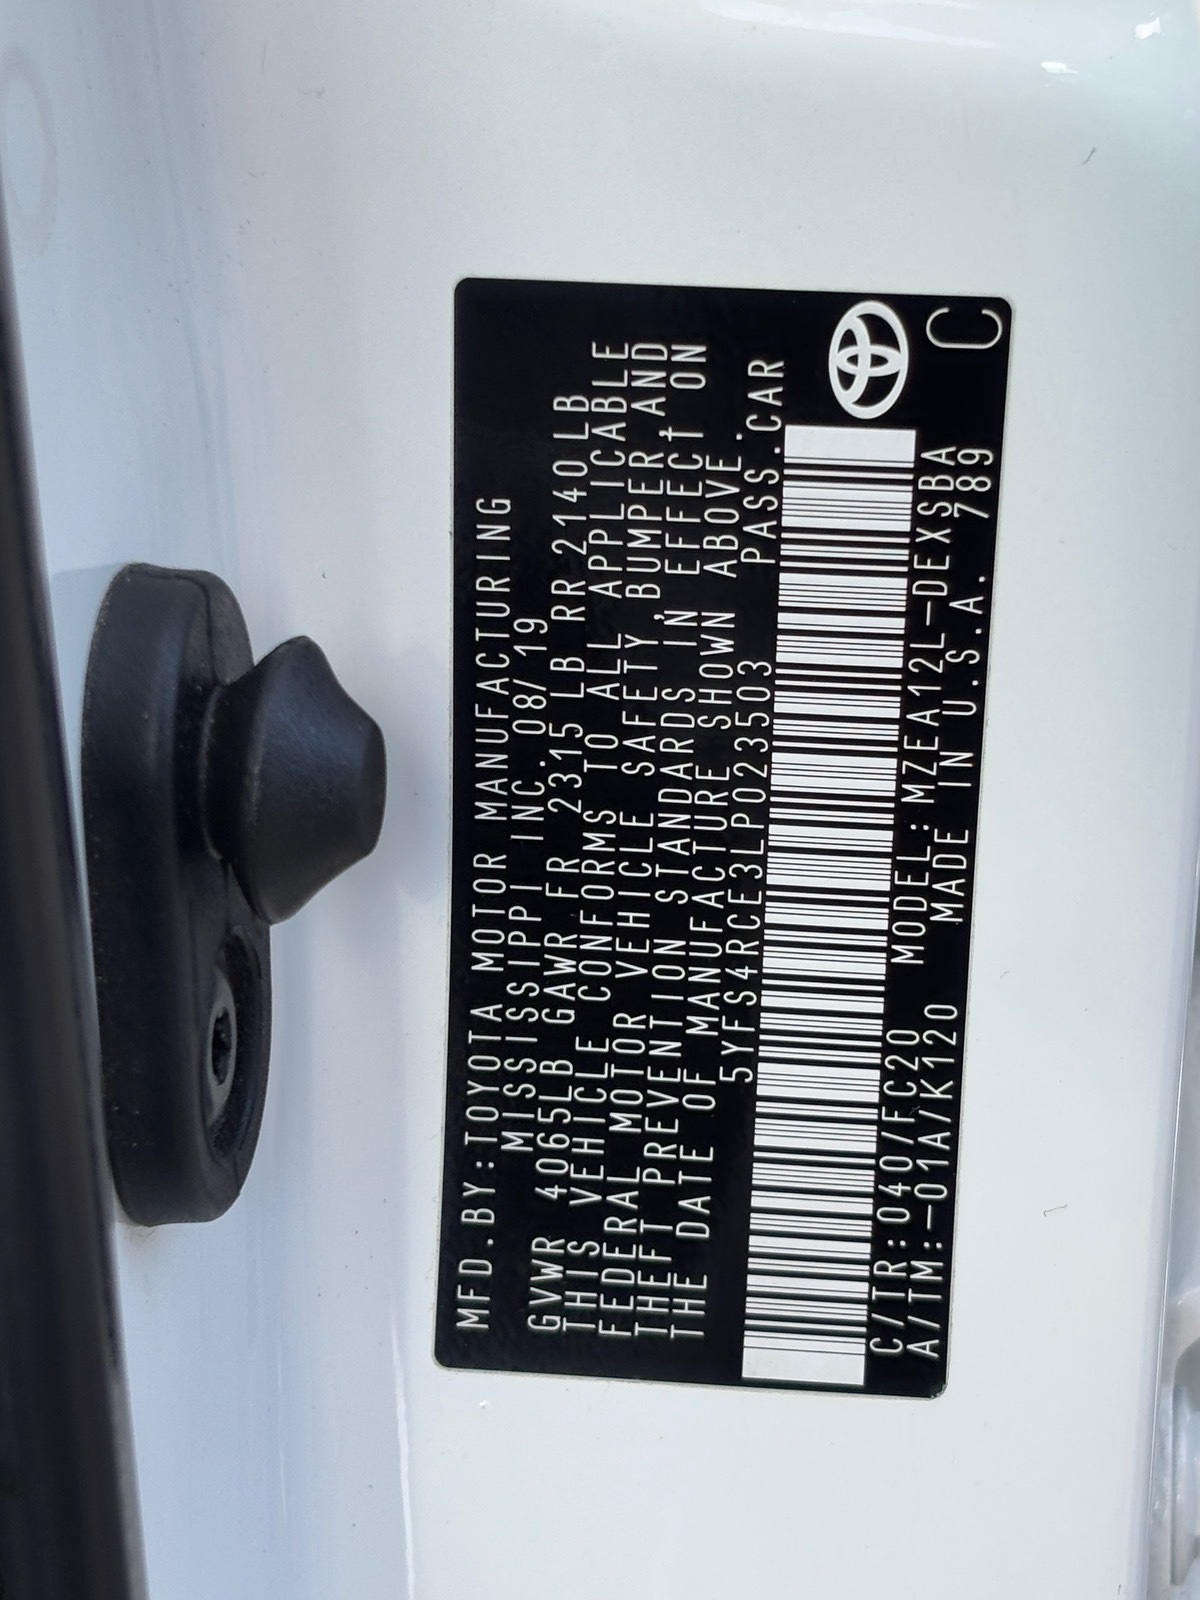 MFD.BY:TOYOTA MOTOR MANUFACTURING
MISSISSIPPI INC. 08/19
GVWR 4065LB GAWR FR 2315 LB RR 2140LB
THIS VEHICLE CONFORMS TO ALL APPLICABLE
FEDERAL MOTOR VEHICLE SAFETY, BUMPER, AND
THEFT PREVENTION STANDARDS IN EFFECT ON
THE DATE OF MANUFACTURE SHOWN ABOVE.
5YFS4RCE3LP023503 PASS.CAR
C/TR:040/FC20 MODEL:MZEA12L-DEXSBA
A/TM:-01A/K120 MADE IN U.S.A. 789
C